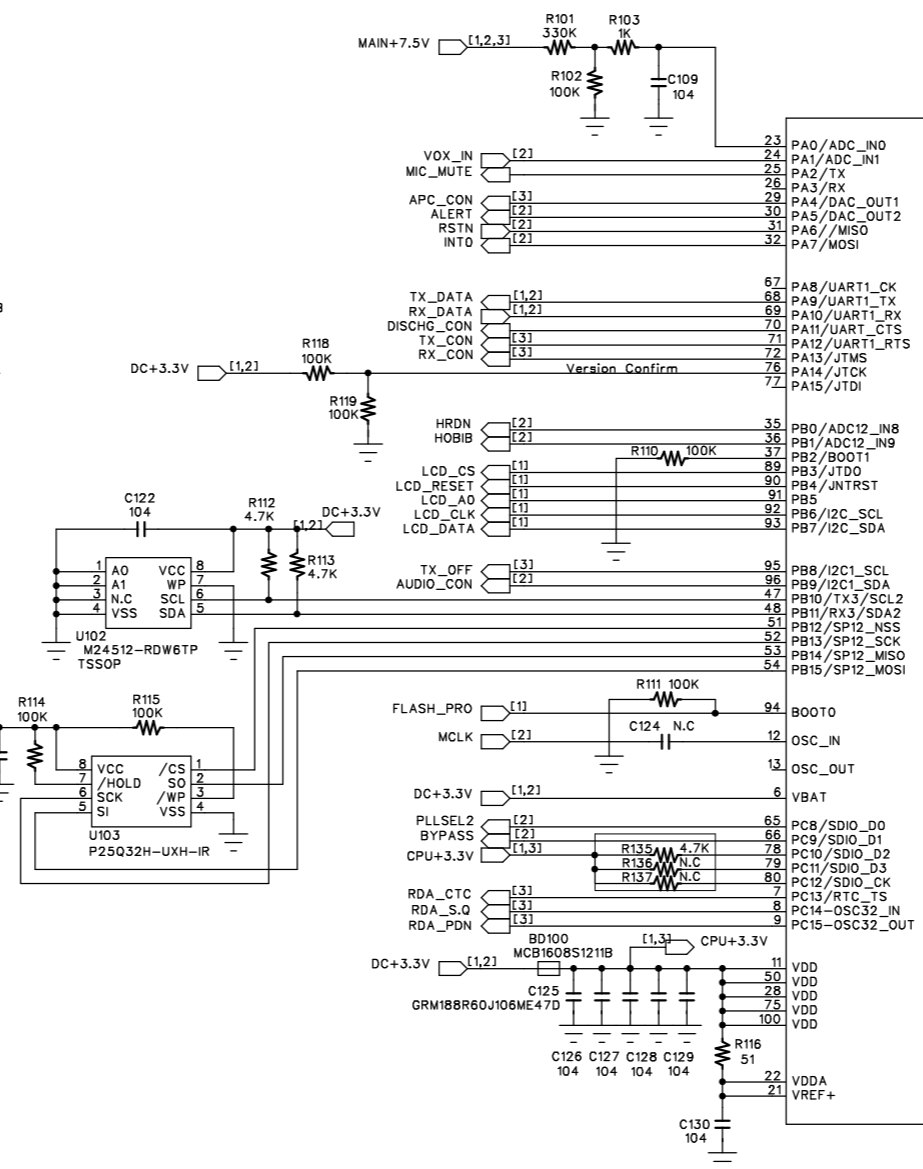 R101
330K
R103
1K
MAIN+7.5V
[1,2,3]
R102
100K
C109
104
23 PA0/ADC_IN0
VOX_IN [2] 24 PA1/ADC_IN1
MIC_MUTE 25 PA2/TX
26 PA3/RX
APC_CON [3] 29 PA4/DAC_OUT1
ALERT [2] 30 PA5/DAC_OUT2
RSTN [2] 31 PA6//MISO
INT0 [2] 32 PA7/MOSI
67 PA8/UART1_CK
TX_DATA [1,2] 68 PA9/UART1_TX
RX_DATA [1,2] 69 PA10/UART1_RX
DISCHG_CON 70 PA11/UART_CTS
TX_CON [3] 71 PA12/UART1_RTS
RX_CON [3] 72 PA13/JTMS
R118
100K
DC+3.3V [1,2] Version Confirm 76 PA14/JTCK
77 PA15/JTDI
R119
100K
HRDN [2] 35 PB0/ADC12_IN8
HOBIB [2] 36 PB1/ADC12_IN9
R110 100K 37 PB2/BOOT1
LCD_CS [1] 89 PB3/JTDO
LCD_RESET [1] 90 PB4/JNTRST
LCD_A0 [1] 91 PB5
LCD_CLK [1] 92 PB6/I2C_SCL
LCD_DATA [1] 93 PB7/I2C_SDA
C122
104
R112
4.7K
DC+3.3V
[1,2]
R113
4.7K
TX_OFF [3] 95 PB8/I2C1_SCL
AUDIO_CON [2] 96 PB9/I2C1_SDA
47 PB10/TX3/SCL2
48 PB11/RX3/SDA2
51 PB12/SP12_NSS
52 PB13/SP12_SCK
53 PB14/SP12_MISO
54 PB15/SP12_MOSI
1 A0 VCC 8
2 A1 WP 7
3 N.C SCL 6
4 VSS SDA 5
U102
M24512-RDW6TP
TSSOP
R114
100K
R115
100K
R111 100K
FLASH_PRO [1] 94 BOOT0
C124 N.C
MCLK [2] 12 OSC_IN
13 OSC_OUT
8 VCC /CS 1
7 /HOLD SO 2
6 SCK /WP 3
5 SI VSS 4
U103
P25Q32H-UXH-IR
DC+3.3V [1,2] 6 VBAT
PLLSEL2 [2] 65 PC8/SDIO_D0
BYPASS [2] 66 PC9/SDIO_D1
CPU+3.3V [1,3] R135 4.7K 78 PC10/SDIO_D2
R136 N.C 79 PC11/SDIO_D3
R137 N.C 80 PC12/SDIO_CK
RDA_CTC [3] 7 PC13/RTC_TS
RDA_S.Q [3] 8 PC14-OSC32_IN
RDA_PDN [3] 9 PC15-OSC32_OUT
BD100
MCB1608S1211B
[1,3] CPU+3.3V
DC+3.3V [1,2] 11 VDD
50 VDD
28 VDD
75 VDD
100 VDD
C125
GRM188R60J106ME47D
R116
51
C126
104
C127
104
C128
104
C129
104
22 VDDA
21 VREF+
C130
104